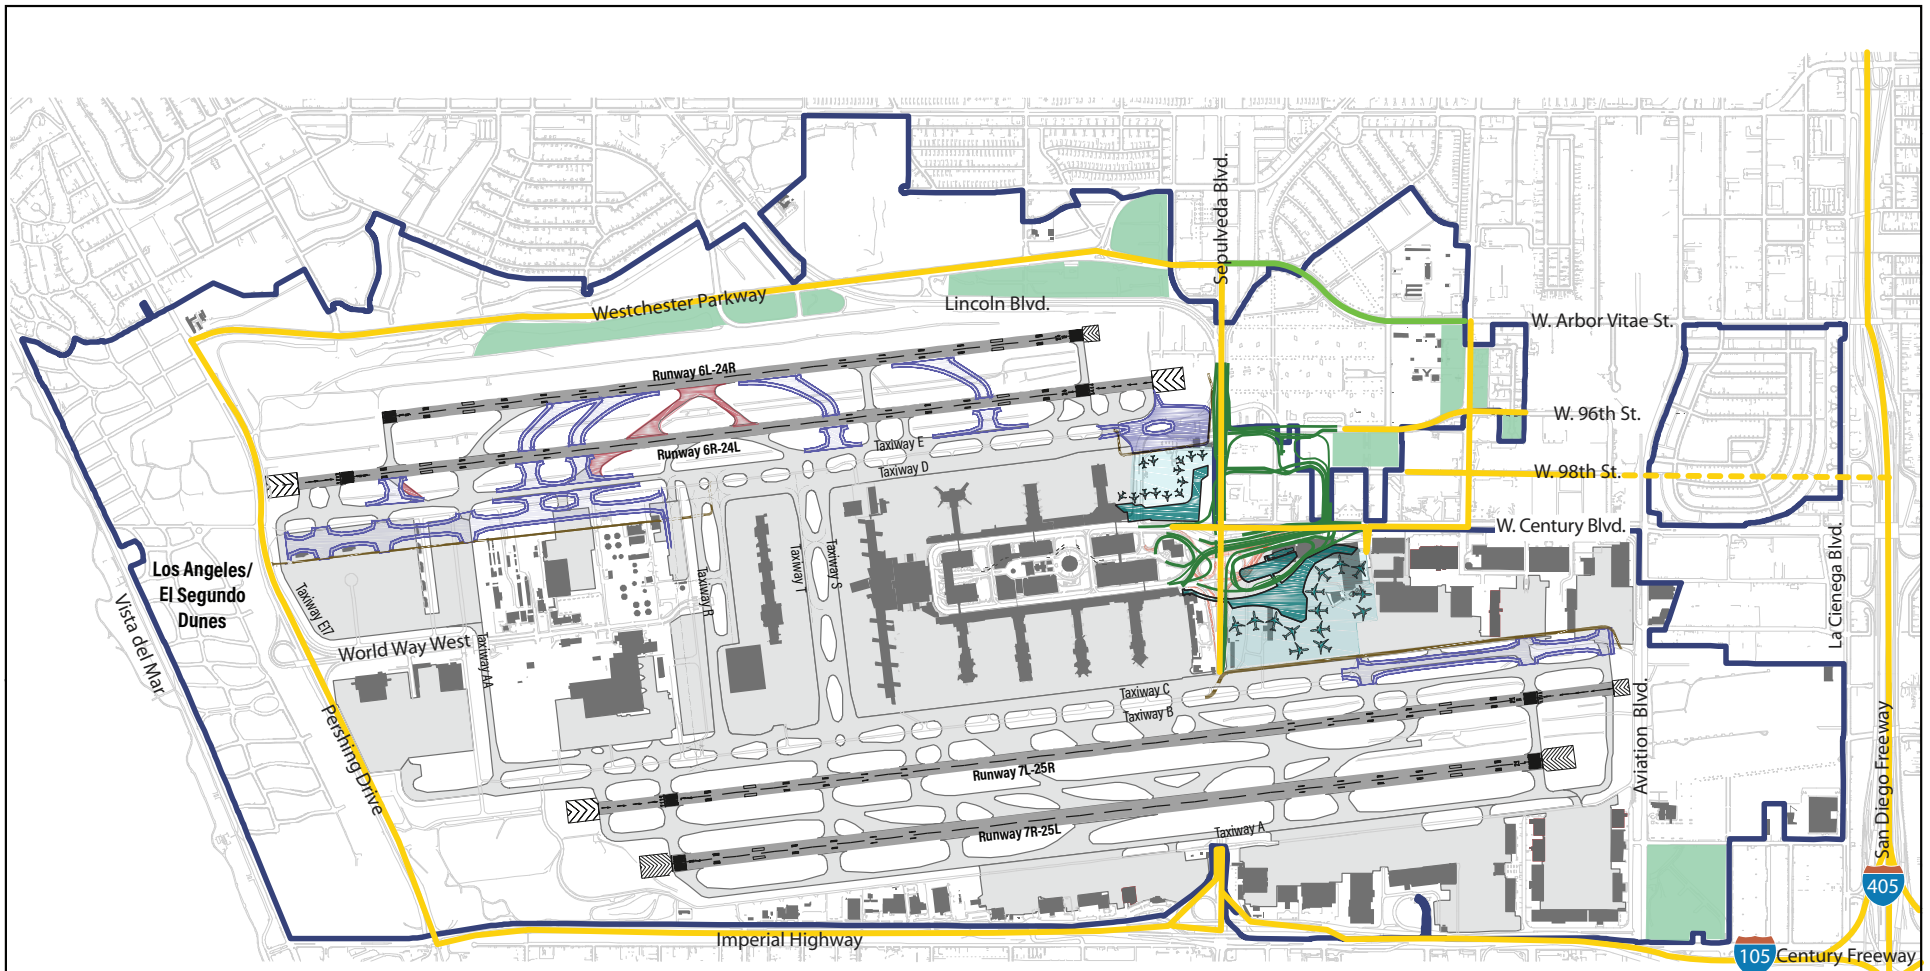 Sepulveda Blvd.
Westchester Parkway
Lincoln Blvd.
W. Arbor Vitae St.
Runway 6L-24R
W. 96th St.
Taxiway E
Runway 6R-24L
Taxiway D
W. 98th St.
W. Century Blvd.
La Cienega Blvd.
Los Angeles/
El Segundo
Dunes
Taxiway T
Taxiway S
Taxiway R
Taxiway E17
Vista del Mar
World Way West
Taxiway AA
Taxiway C
Taxiway B
Aviation Blvd.
San Diego Freeway
Pershing Drive
Runway 7L-25R
Runway 7R-25L
Taxiway A
405
Imperial Highway
105 Century Freeway